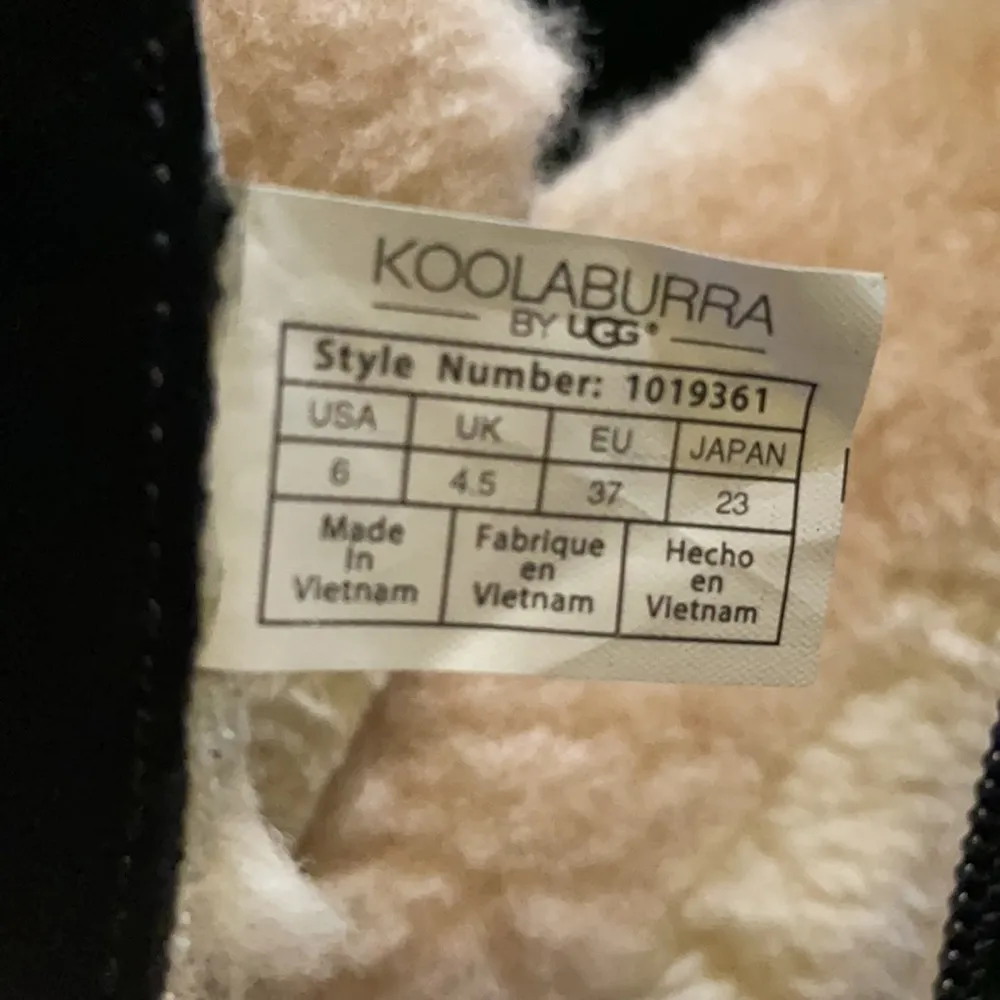 KOOLABURRA
BY UGG®
Style Number: 1019361
USA UK EU JAPAN
6 4.5 37 23
Made Fabrique Hecho
In en en
Vietnam Vietnam Vietnam